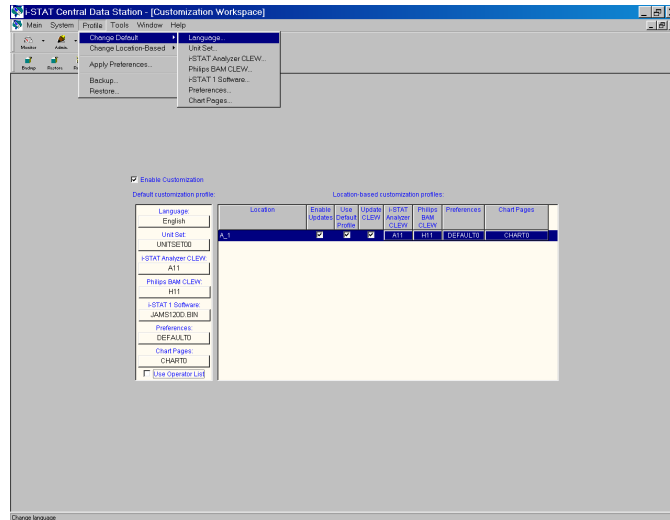 i-STAT Central Data Station - [Customization Workspace]
Main System Profile Tools Window Help
Change Default
Change Location-Based
Apply Preferences...
Backup...
Restore...
Language...
Unit Set...
i-STAT Analyzer CLEW...
Philips BAM CLEW...
i-STAT 1 Software...
Preferences...
Chart Pages...
Monitor Admin.
Backup Restore
Enable Customization
Default customization profile:
Location-based customization profiles:
Language:
English
Unit Set:
UNITSET00
i-STAT Analyzer CLEW:
A11
Philips BAM CLEW:
H11
i-STAT 1 Software:
JAMS120D.BIN
Preferences:
DEFAULT0
Chart Pages:
CHART0
Use Operator List
Location Enable Updates Use Default Profile Update CLEW i-STAT Analyzer CLEW Philips BAM CLEW Preferences Chart Pages
A_1 A11 H11 DEFAULT0 CHART0
Change language